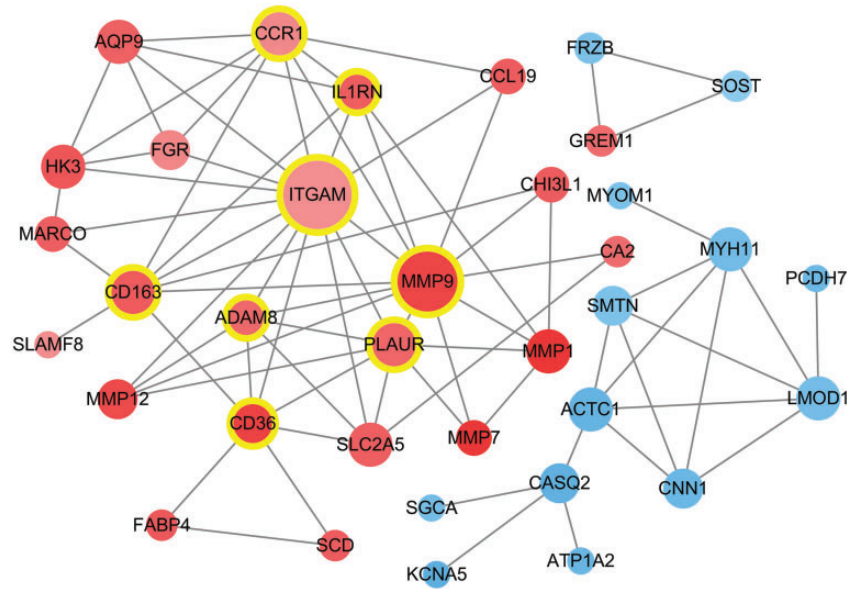 CCR1
AQP9
FRZB
CCL19
SOST
IL1RN
GREM1
FGR
HK3
CHI3L1
ITGAM
MYOM1
MARCO
CA2
MYH11
PCDH7
MMP9
CD163
SMTN
ADAM8
SLAMF8
PLAUR
MMP1
MMP12
LMOD1
ACTC1
CD36
SLC2A5
MMP7
CASQ2
CNN1
SGCA
FABP4
SCD
ATP1A2
KCNA5